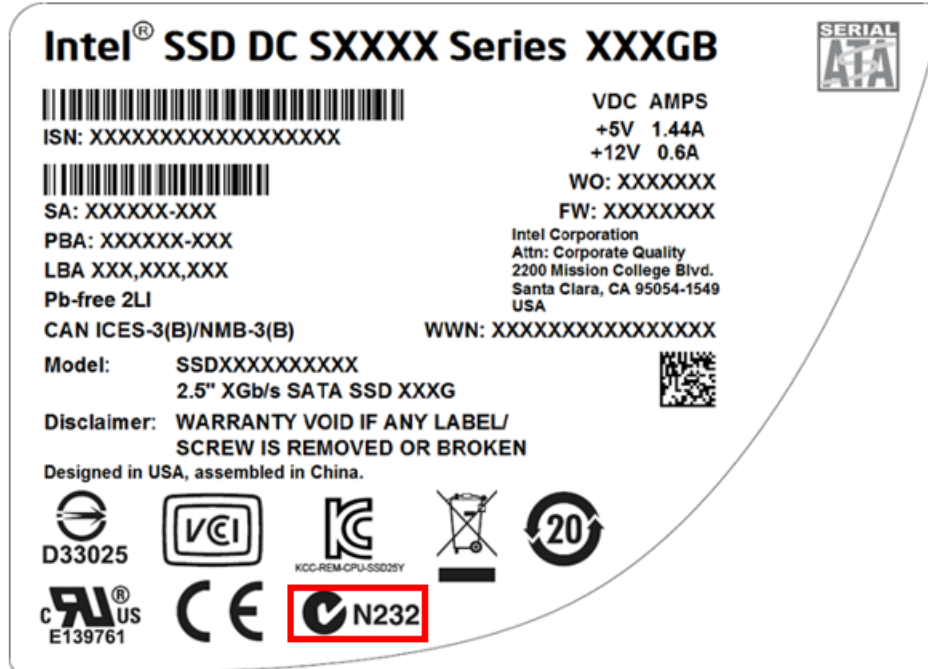 Intel® SSD DC SXXXX Series XXXGB
SERIAL
ATA
VDC AMPS
+5V 1.44A
+12V 0.6A
ISN: XXXXXXXXXXXXXXXXXX
WO: XXXXXXX
SA: XXXXXX-XXX
FW: XXXXXXXX
PBA: XXXXXX-XXX
Intel Corporation
Attn: Corporate Quality
2200 Mission College Blvd.
Santa Clara, CA 95054-1549
USA
LBA XXX,XXX,XXX
Pb-free 2LI
CAN ICES-3(B)/NMB-3(B)
WWN: XXXXXXXXXXXXXXXX
Model: SSDXXXXXXXXXX
2.5" XGb/s SATA SSD XXXG
Disclaimer: WARRANTY VOID IF ANY LABEL/
SCREW IS REMOVED OR BROKEN
Designed in USA, assembled in China.
D33025
VCI
KC
KCC-REM-CPU-SSD25Y
20
c RU® US
E139761
CE
N232